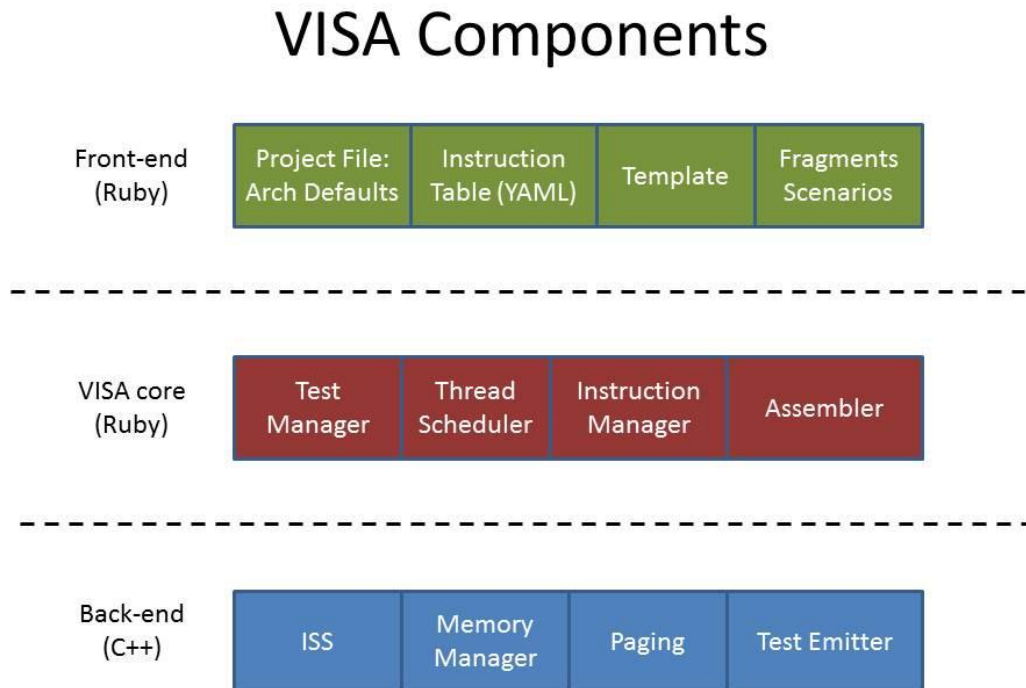 VISA Components
Front-end
(Ruby)
Project File:
Arch Defaults
Instruction
Table (YAML)
Template
Fragments
Scenarios
VISA core
(Ruby)
Test
Manager
Thread
Scheduler
Instruction
Manager
Assembler
Back-end
(C++)
ISS
Memory
Manager
Paging
Test Emitter